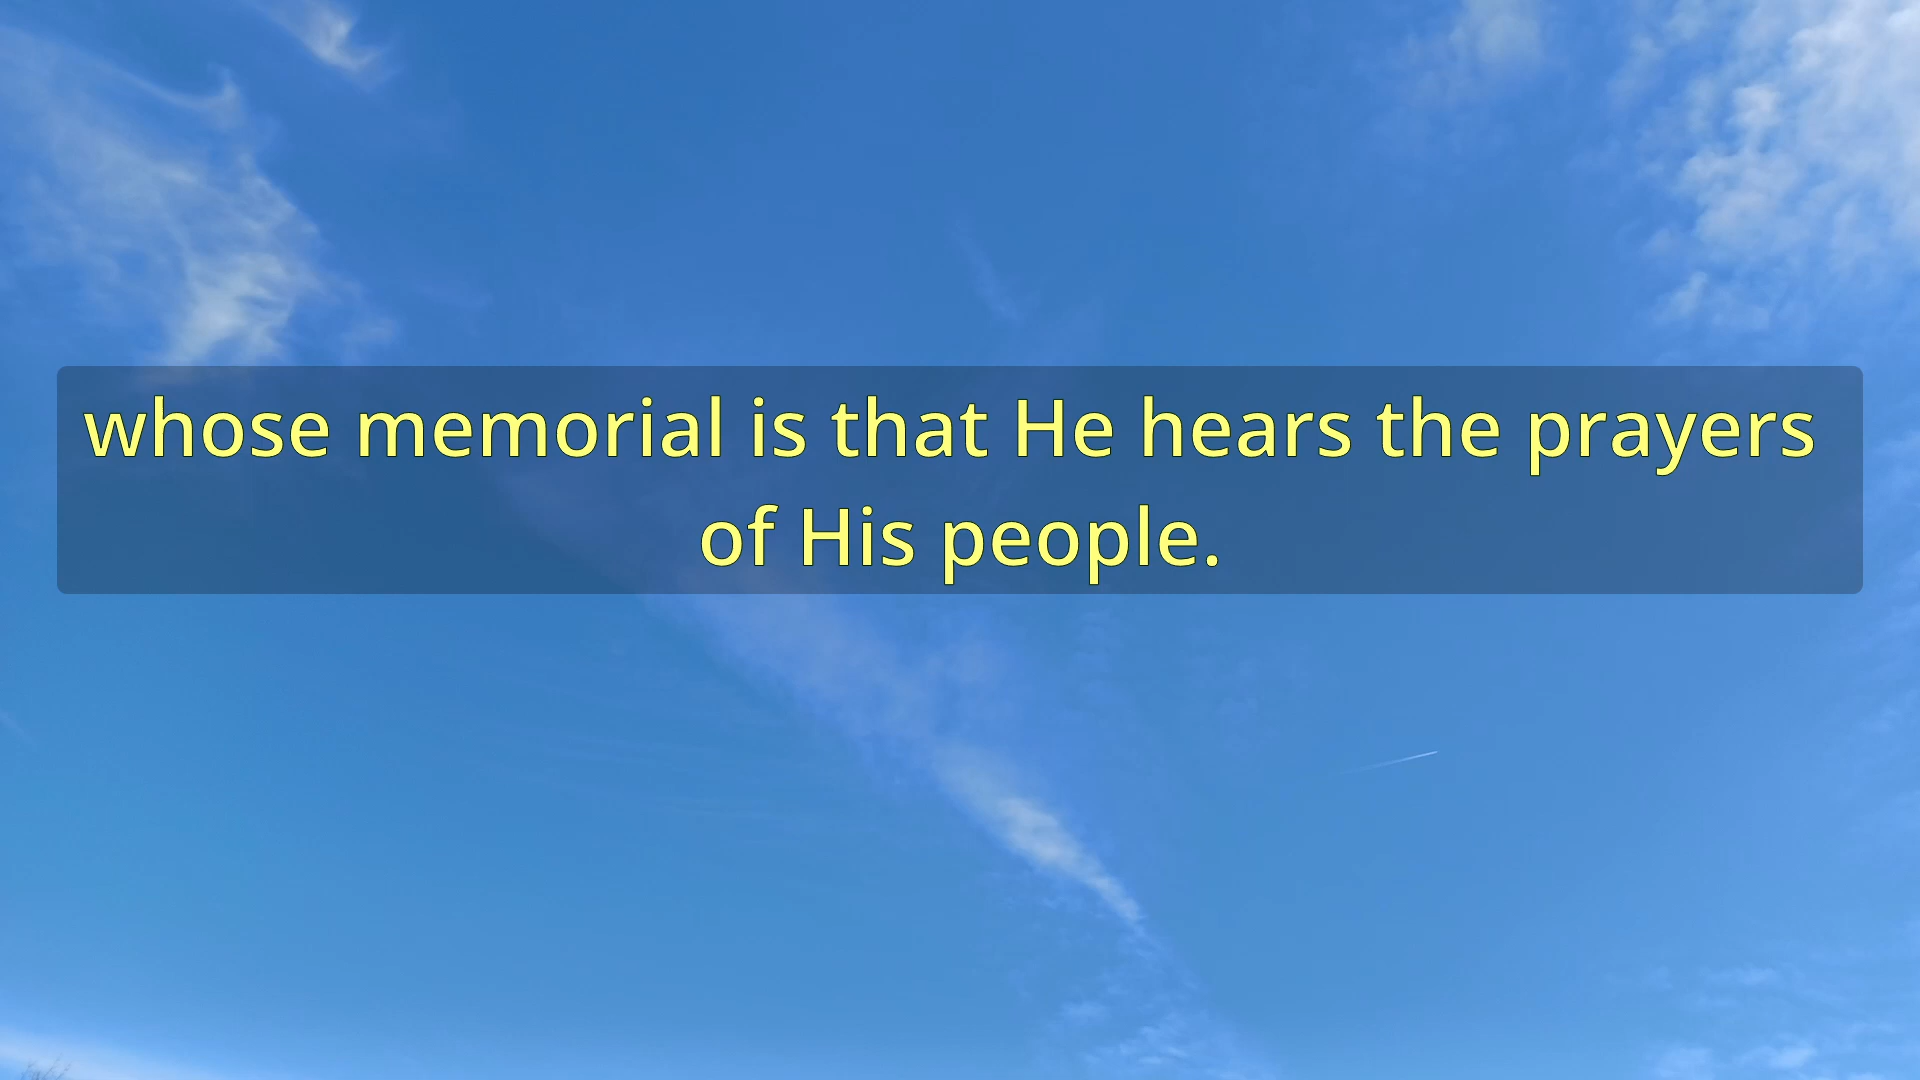 whose memorial is that He hears the prayers
of His people.